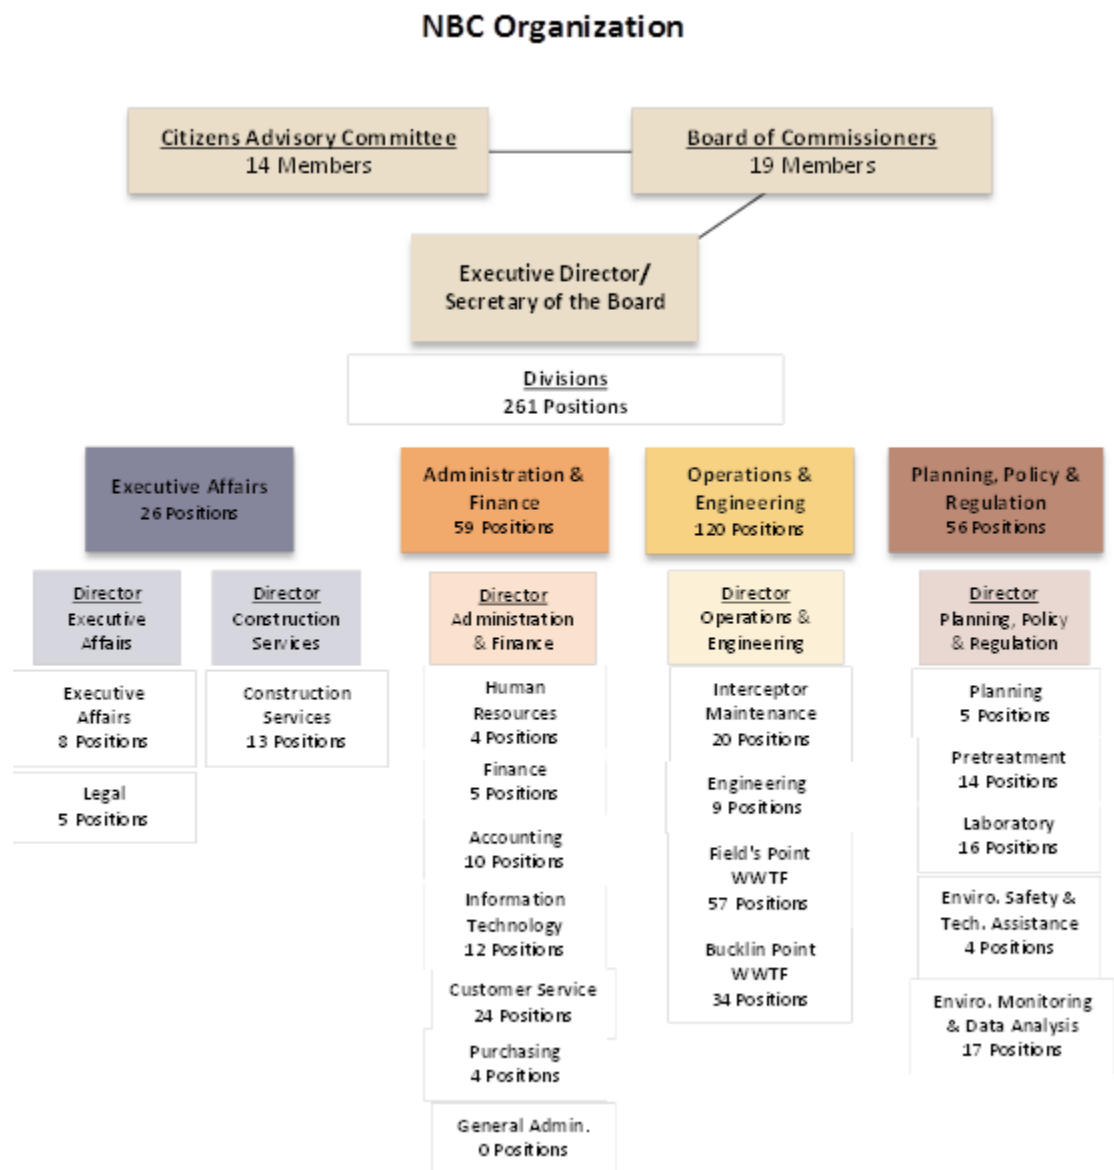 NBC Organization
Citizens Advisory Committee
14 Members
Board of Commissioners
19 Members
Executive Director/
Secretary of the Board
Divisions
261 Positions
Executive Affairs
26 Positions
Administration &
Finance
59 Positions
Operations &
Engineering
120 Positions
Planning, Policy &
Regulation
56 Positions
Director
Executive
Affairs
Director
Construction
Services
Director
Administration
& Finance
Director
Operations &
Engineering
Director
Planning, Policy
& Regulation
Executive
Affairs
8 Positions
Legal
5 Positions
Construction
Services
13 Positions
Human
Resources
4 Positions
Finance
5 Positions
Accounting
10 Positions
Information
Technology
12 Positions
Customer Service
24 Positions
Purchasing
4 Positions
General Admin.
0 Positions
Interceptor
Maintenance
20 Positions
Engineering
9 Positions
Field's Point
WWTF
57 Positions
Bucklin Point
WWTF
34 Positions
Planning
5 Positions
Pretreatment
14 Positions
Laboratory
16 Positions
Enviro. Safety &
Tech. Assistance
4 Positions
Enviro. Monitoring
& Data Analysis
17 Positions